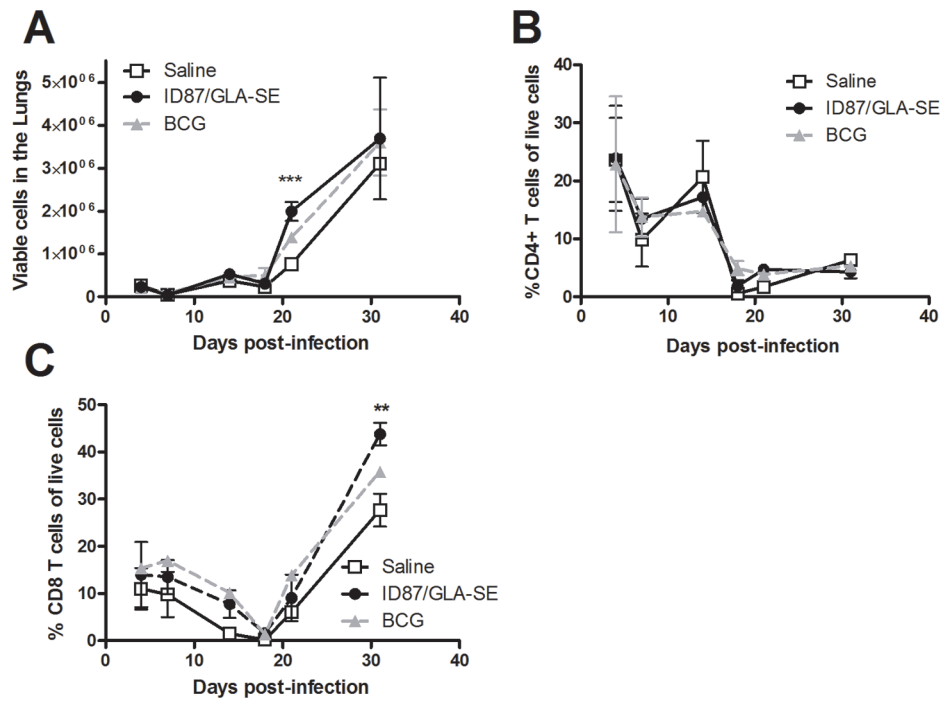 A
Viable cells in the Lungs
5×10⁰⁶
4×10⁰⁶
3×10⁰⁶
2×10⁰⁶
1×10⁰⁶
0
Saline
ID87/GLA-SE
BCG
***
0 10 20 30 40
Days post-infection
B
%CD4+ T cells of live cells
40
30
20
10
0
Saline
ID87/GLA-SE
BCG
0 10 20 30 40
Days post-infection
C
% CD8 T cells of live cells
50
40
30
20
10
0
**
Saline
ID87/GLA-SE
BCG
0 10 20 30 40
Days post-infection